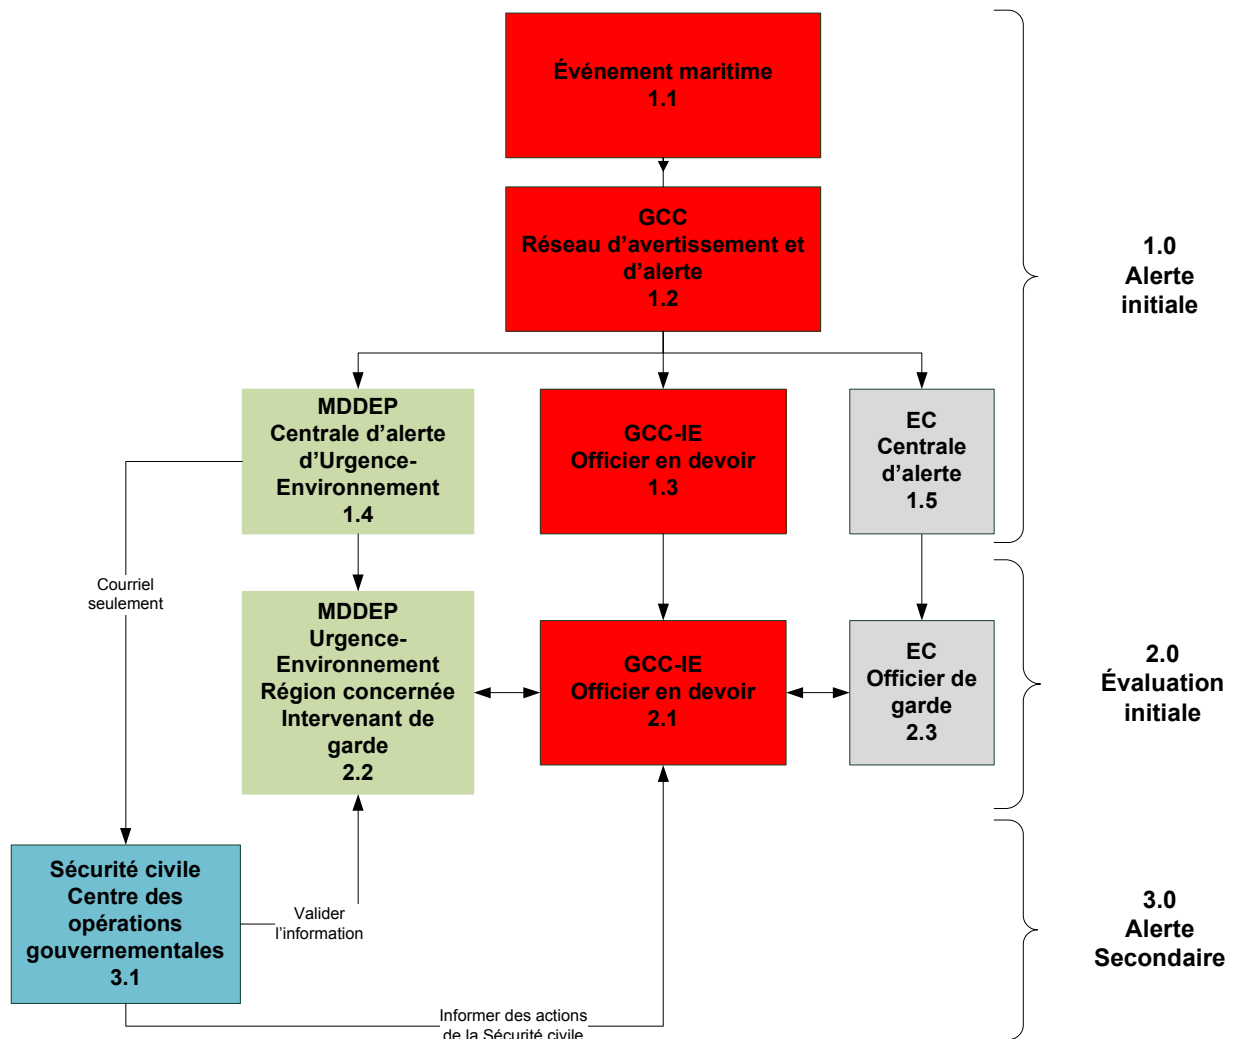 Événement maritime
1.1
GCC
Réseau d'avertissement et
d'alerte
1.2
1.0
Alerte
initiale
MDDEP
Centrale d'alerte
d'Urgence-
Environnement
1.4
GCC-IE
Officier en devoir
1.3
EC
Centrale
d'alerte
1.5
Courriel
seulement
MDDEP
Urgence-
Environnement
Région concernée
Intervenant de
garde
2.2
GCC-IE
Officier en devoir
2.1
EC
Officier de
garde
2.3
2.0
Évaluation
initiale
Sécurité civile
Centre des
opérations
gouvernementales
3.1
Valider
l'information
3.0
Alerte
Secondaire
Informer des actions
de la Sécurité civile